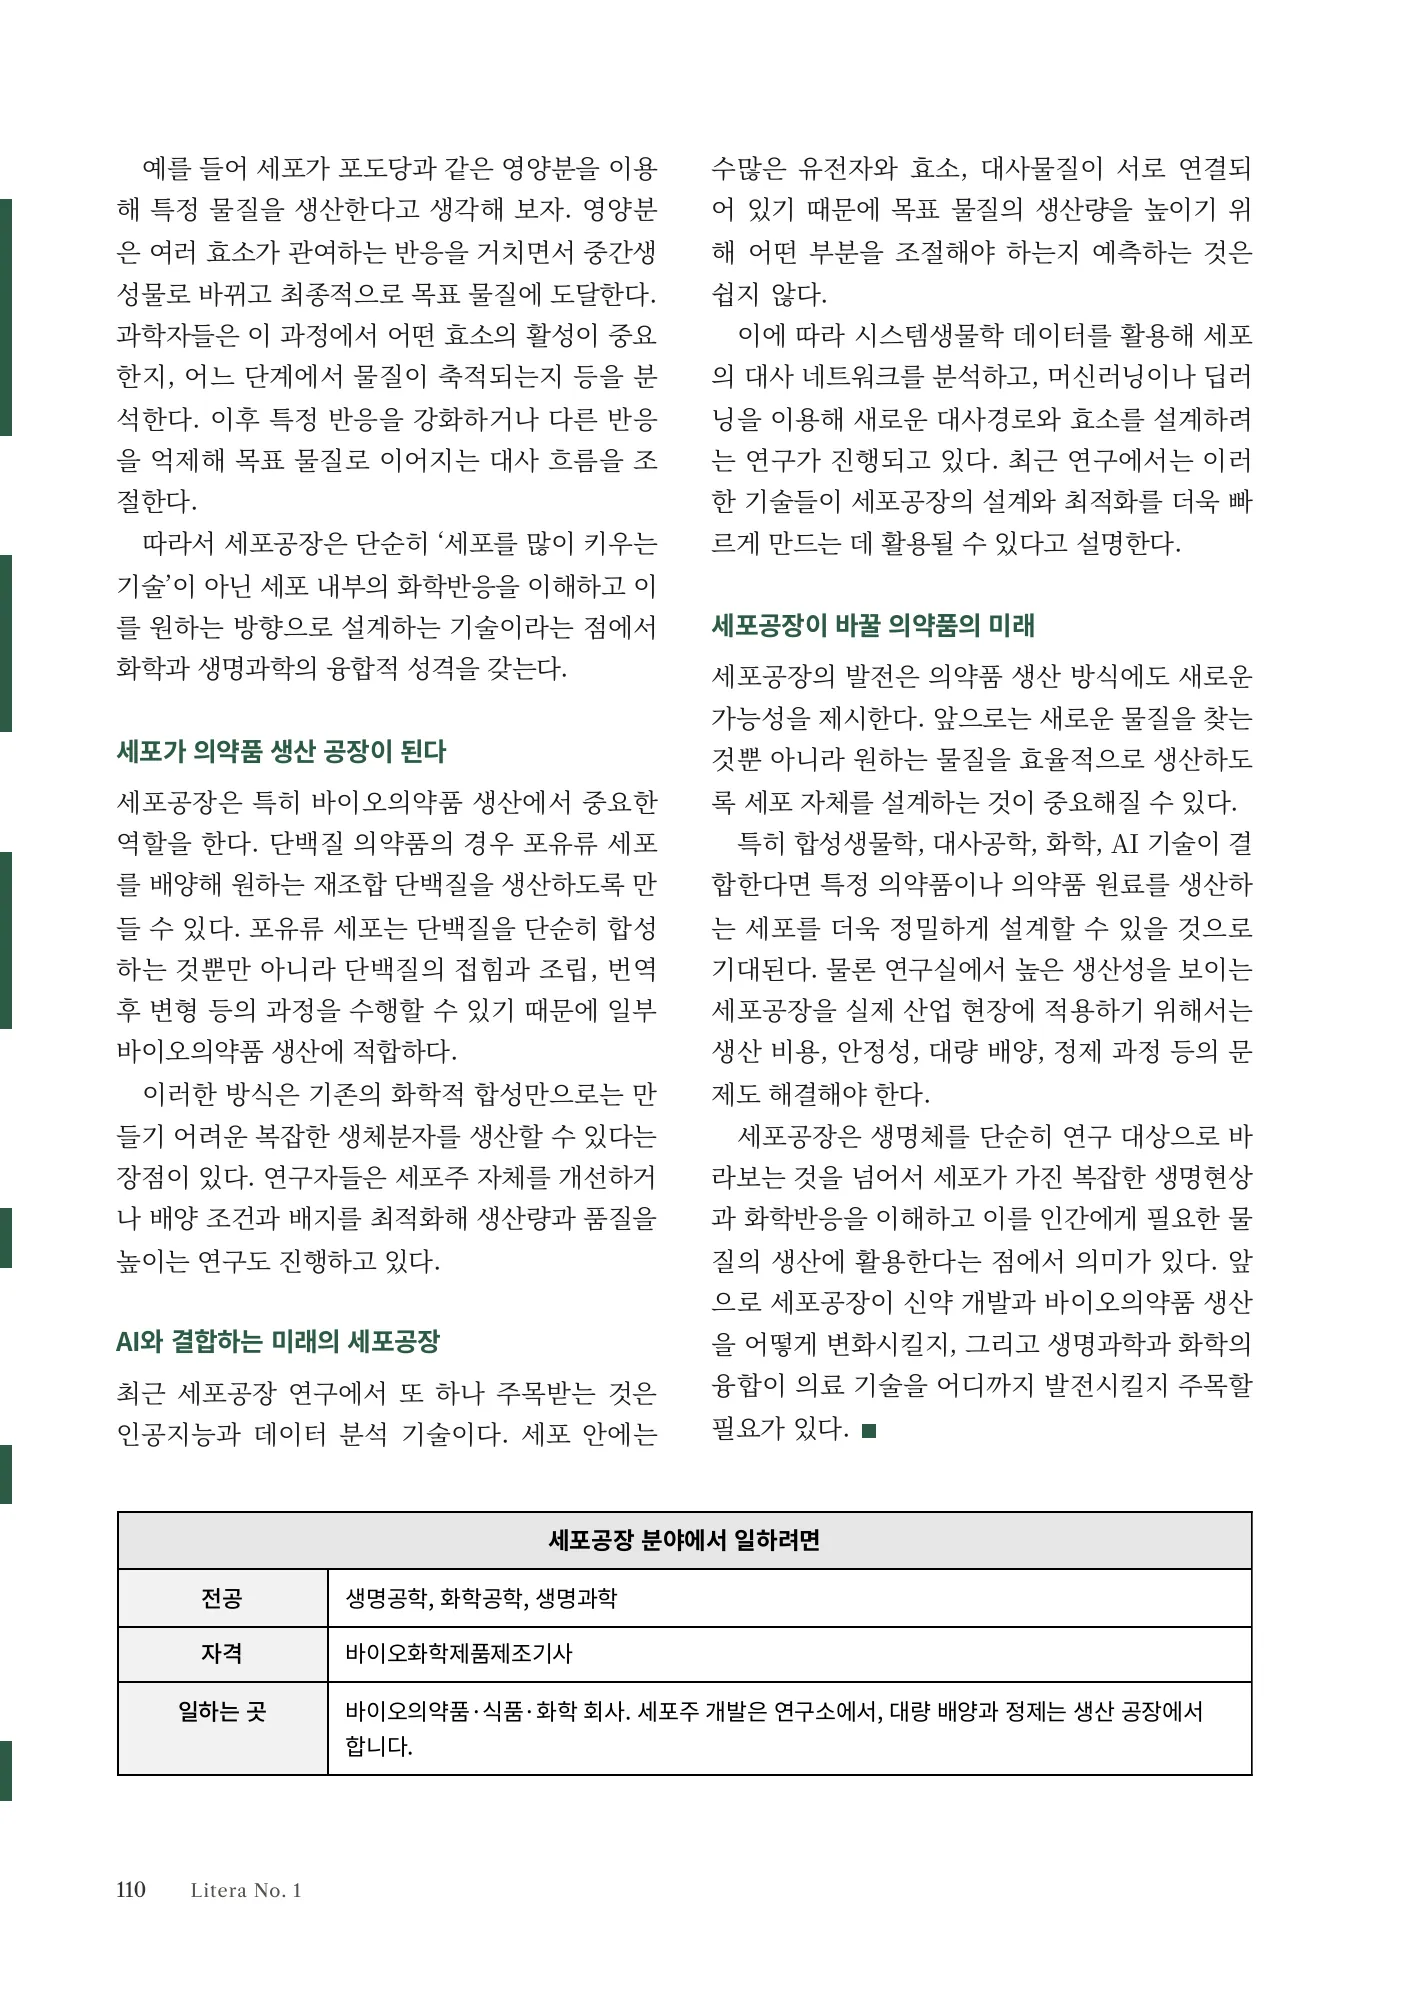 예를 들어 세포가 포도당과 같은 영양분을 이용
해 특정 물질을 생산한다고 생각해 보자. 영양분
은 여러 효소가 관여하는 반응을 거치면서 중간생
성물로 바뀌고 최종적으로 목표 물질에 도달한다.
과학자들은 이 과정에서 어떤 효소의 활성이 중요
한지, 어느 단계에서 물질이 축적되는지 등을 분
석한다. 이후 특정 반응을 강화하거나 다른 반응
을 억제해 목표 물질로 이어지는 대사 흐름을 조
절한다.
따라서 세포공장은 단순히 ‘세포를 많이 키우는
기술’이 아닌 세포 내부의 화학반응을 이해하고 이
를 원하는 방향으로 설계하는 기술이라는 점에서
화학과 생명과학의 융합적 성격을 갖는다.
세포가 의약품 생산 공장이 된다
세포공장은 특히 바이오의약품 생산에서 중요한
역할을 한다. 단백질 의약품의 경우 포유류 세포
를 배양해 원하는 재조합 단백질을 생산하도록 만
들 수 있다. 포유류 세포는 단백질을 단순히 합성
하는 것뿐만 아니라 단백질의 접힘과 조립, 번역
후 변형 등의 과정을 수행할 수 있기 때문에 일부
바이오의약품 생산에 적합하다.
이러한 방식은 기존의 화학적 합성만으로는 만
들기 어려운 복잡한 생체분자를 생산할 수 있다는
장점이 있다. 연구자들은 세포주 자체를 개선하거
나 배양 조건과 배지를 최적화해 생산량과 품질을
높이는 연구도 진행하고 있다.
AI와 결합하는 미래의 세포공장
최근 세포공장 연구에서 또 하나 주목받는 것은
인공지능과 데이터 분석 기술이다. 세포 안에는
수많은 유전자와 효소, 대사물질이 서로 연결되
어 있기 때문에 목표 물질의 생산량을 높이기 위
해 어떤 부분을 조절해야 하는지 예측하는 것은
쉽지 않다.
이에 따라 시스템생물학 데이터를 활용해 세포
의 대사 네트워크를 분석하고, 머신러닝이나 딥러
닝을 이용해 새로운 대사경로와 효소를 설계하려
는 연구가 진행되고 있다. 최근 연구에서는 이러
한 기술들이 세포공장의 설계와 최적화를 더욱 빠
르게 만드는 데 활용될 수 있다고 설명한다.
세포공장이 바꿀 의약품의 미래
세포공장의 발전은 의약품 생산 방식에도 새로운
가능성을 제시한다. 앞으로는 새로운 물질을 찾는
것뿐 아니라 원하는 물질을 효율적으로 생산하도
록 세포 자체를 설계하는 것이 중요해질 수 있다.
특히 합성생물학, 대사공학, 화학, AI 기술이 결
합한다면 특정 의약품이나 의약품 원료를 생산하
는 세포를 더욱 정밀하게 설계할 수 있을 것으로
기대된다. 물론 연구실에서 높은 생산성을 보이는
세포공장을 실제 산업 현장에 적용하기 위해서는
생산 비용, 안정성, 대량 배양, 정제 과정 등의 문
제도 해결해야 한다.
세포공장은 생명체를 단순히 연구 대상으로 바
라보는 것을 넘어서 세포가 가진 복잡한 생명현상
과 화학반응을 이해하고 이를 인간에게 필요한 물
질의 생산에 활용한다는 점에서 의미가 있다. 앞
으로 세포공장이 신약 개발과 바이오의약품 생산
을 어떻게 변화시킬지, 그리고 생명과학과 화학의
융합이 의료 기술을 어디까지 발전시킬지 주목할
필요가 있다. ■
세포공장 분야에서 일하려면
전공 생명공학, 화학공학, 생명과학
자격 바이오화학제품제조기사
일하는 곳 바이오의약품·식품·화학 회사. 세포주 개발은 연구소에서, 대량 배양과 정제는 생산 공장에서
합니다.
110 Litera No. 1